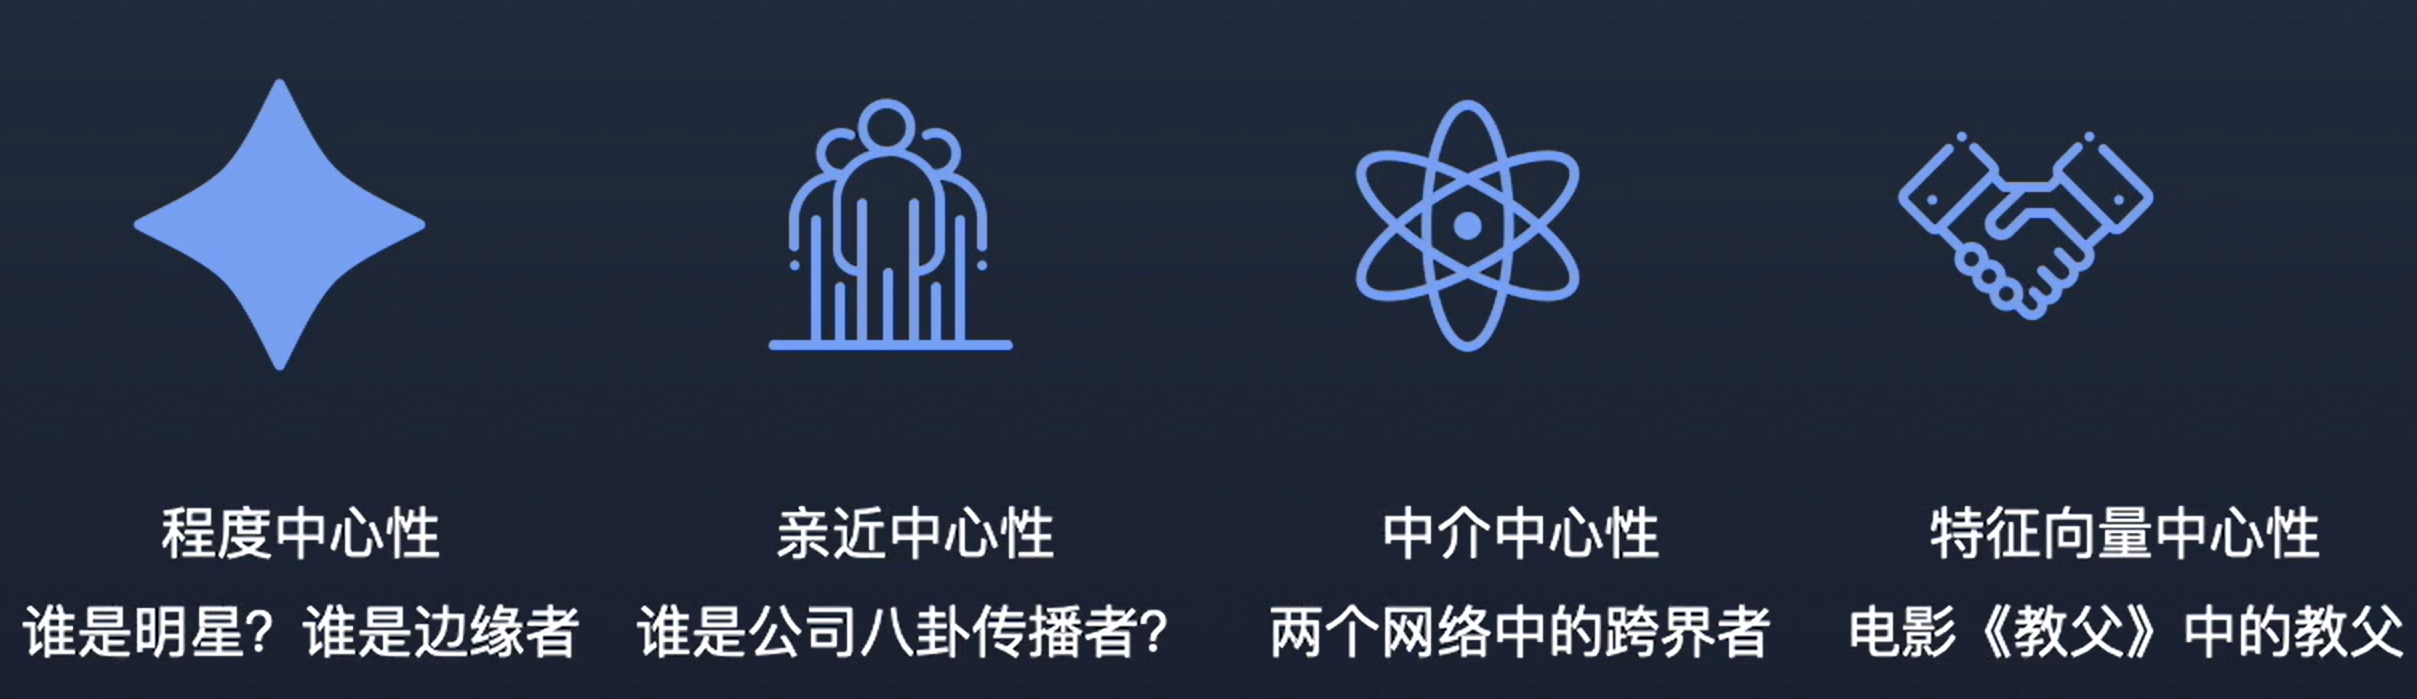 程度中心性
谁是明星？谁是边缘者
亲近中心性
谁是公司八卦传播者？
中介中心性
两个网络中的跨界者
特征向量中心性
电影《教父》中的教父